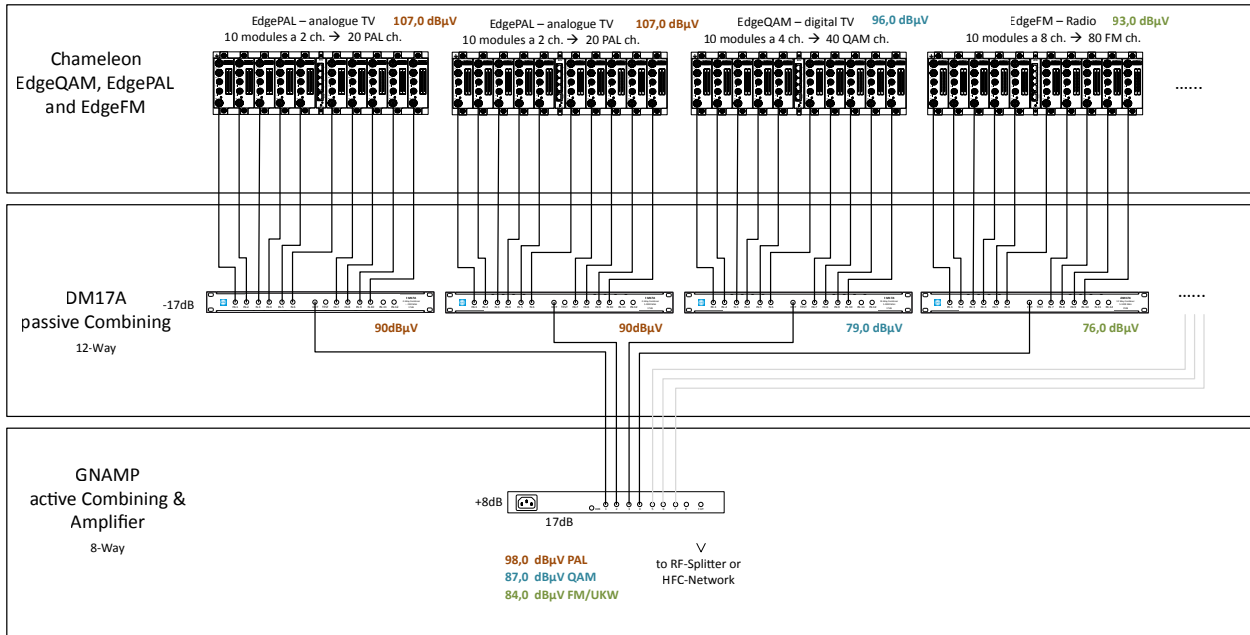 EdgePAL – analogue TV 107,0 dBµV
10 modules a 2 ch. → 20 PAL ch.
EdgePAL – analogue TV 107,0 dBµV
10 modules a 2 ch. → 20 PAL ch.
EdgeQAM – digital TV 96,0 dBµV
10 modules a 4 ch. → 40 QAM ch.
EdgeFM – Radio 93,0 dBµV
10 modules a 8 ch. → 80 FM ch.
Chameleon
EdgeQAM, EdgePAL
and EdgeFM
......
DM17A
passive Combining
12-Way
-17dB
90dBµV
90dBµV
79,0 dBµV
76,0 dBµV
......
GNAMP
active Combining &
Amplifier
8-Way
+8dB
17dB
98,0 dBµV PAL
87,0 dBµV QAM
84,0 dBµV FM/UKW
to RF-Splitter or
HFC-Network